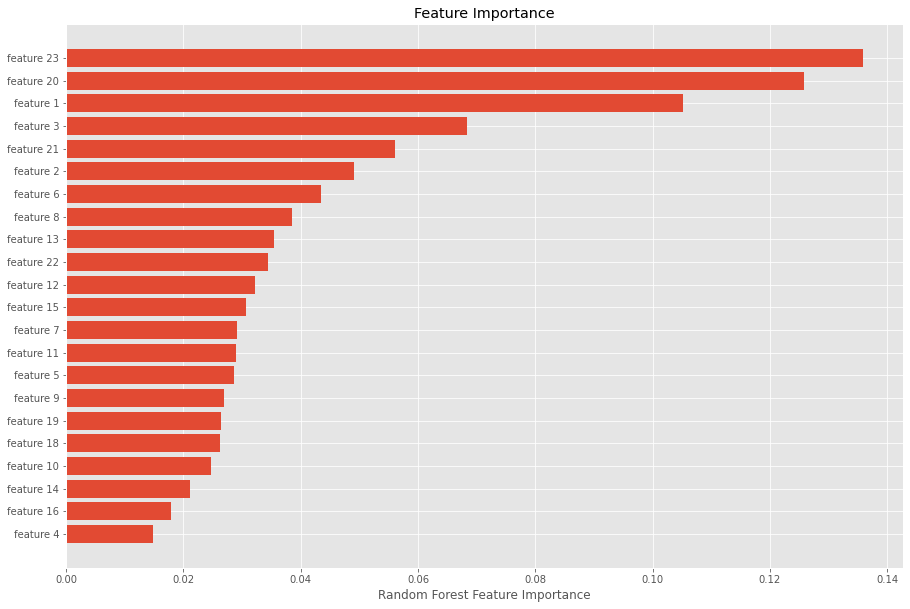 Feature Importance
feature 23
feature 20
feature 1
feature 3
feature 21
feature 2
feature 6
feature 8
feature 13
feature 22
feature 12
feature 15
feature 7
feature 11
feature 5
feature 9
feature 19
feature 18
feature 10
feature 14
feature 16
feature 4
0.00 0.02 0.04 0.06 0.08 0.10 0.12 0.14
Random Forest Feature Importance